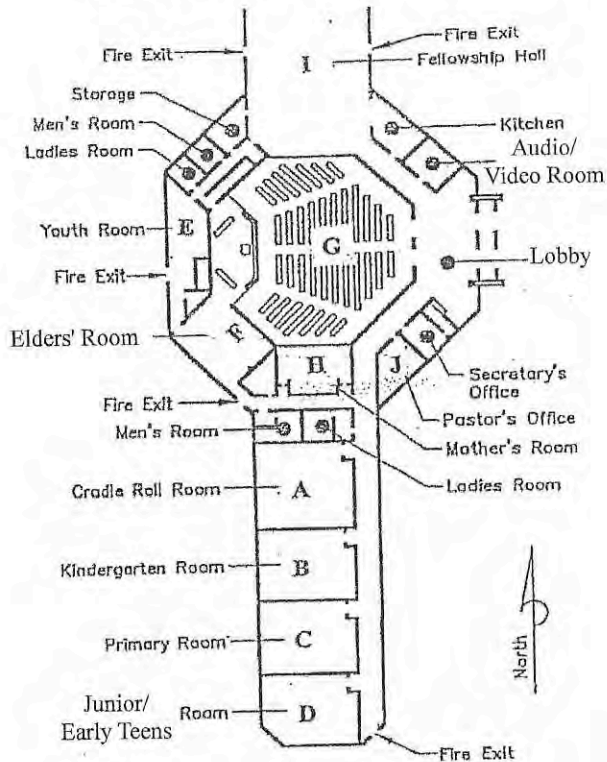 Fire Exit
Fire Exit
I
Fellowship Hall
Storage
Men's Room
Ladies Room
Kitchen
Audio/
Video Room
E
Youth Room
G
Lobby
Fire Exit
Elders' Room
F
H
J
Secretary's
Office
Fire Exit
Pastor's Office
Men's Room
Mother's Room
Ladies Room
Cradle Roll Room
A
Kindergarten Room
B
Primary Room
C
North
Junior/
Early Teens
Room
D
Fire Exit